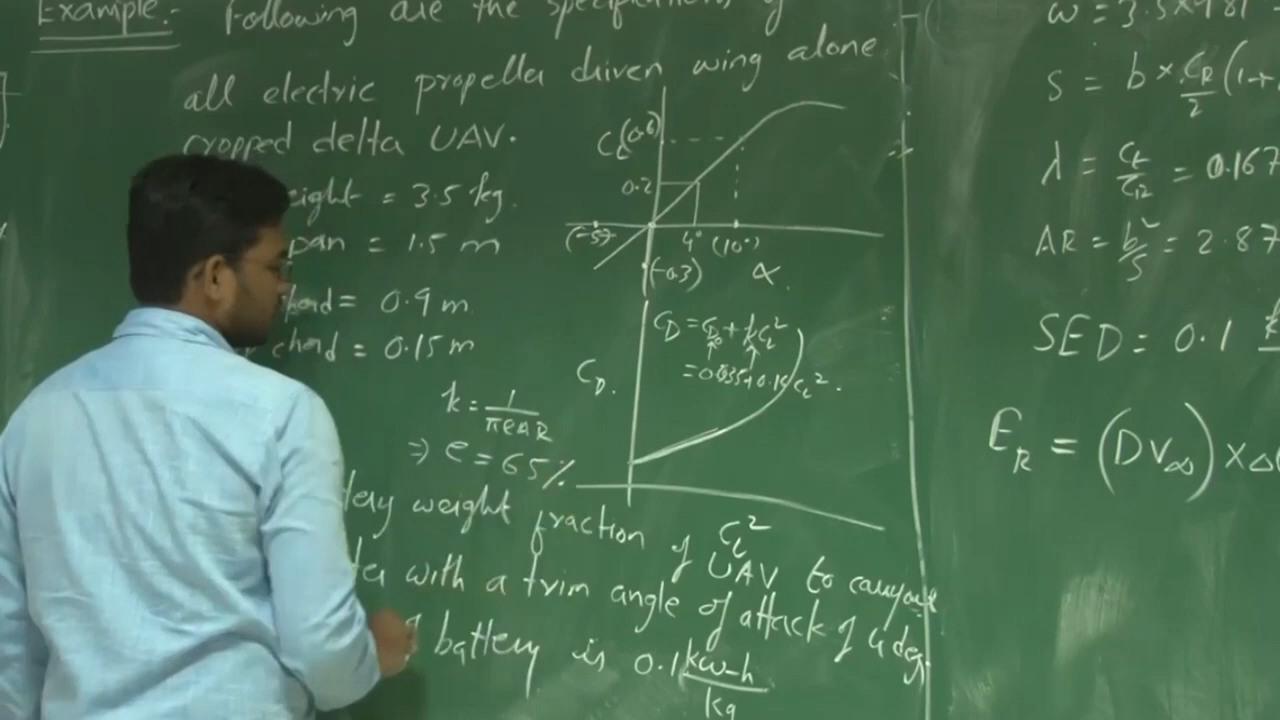 Example:- Following are the specifications of
all electric propeller driven wing alone
cropped delta UAV.
eight = 3.5 kg.
pan = 1.5 m
hord = 0.9 m
chord = 0.15 m
k = 1/πeAR
⇒ e = 65%
tery weight fraction of UAV to carryout
with a trim angle of attack of 4 deg.
battery is 0.1 kw-h/kg
CL (0.6)
0.2
(-5°) 4° (10°)
(-0.3) α.
CD = CD0 + kCL²
= 0.035+0.15CL².
CD.
CL²
W = 3.5×9.81
S = b × CR/2 (1+
λ = Ct/CR = 0.167
AR = b²/S = 2.87
SED = 0.1
ER = (DV∞) × Δ